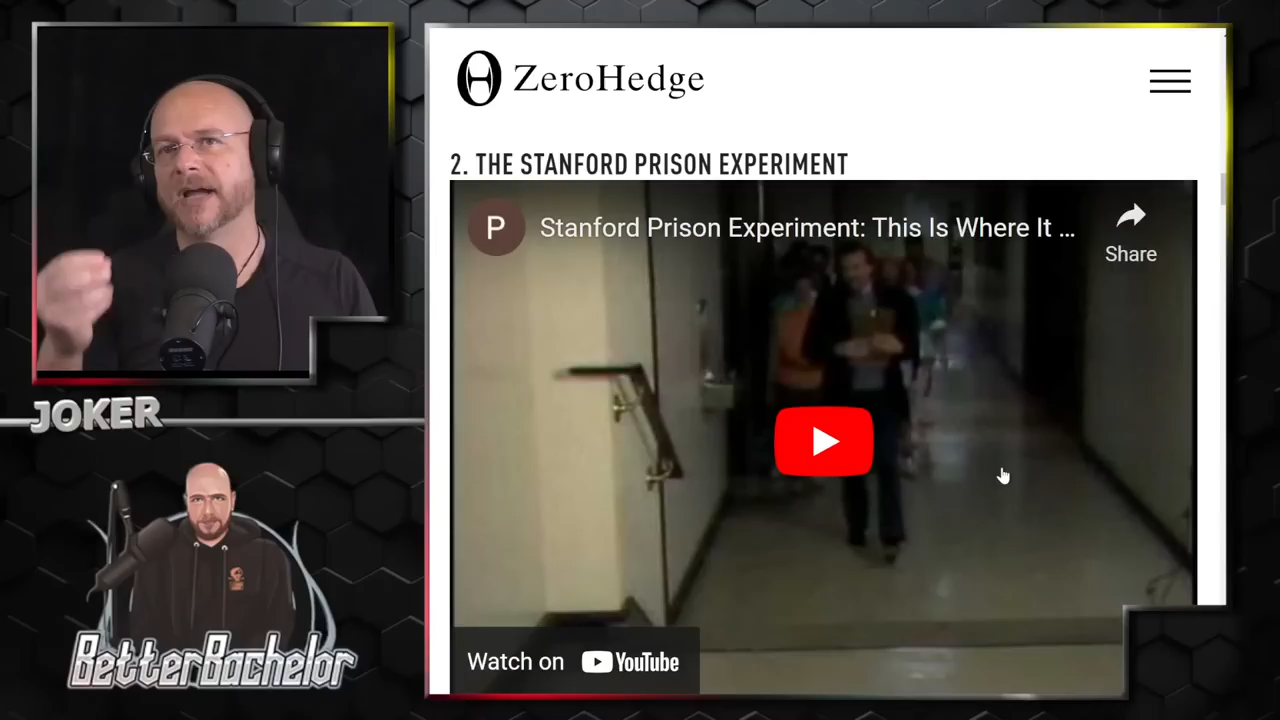 ZeroHedge
2. THE STANFORD PRISON EXPERIMENT
P
Stanford Prison Experiment: This Is Where It ...
Share
JOKER
BetterBachelor
Watch on YouTube